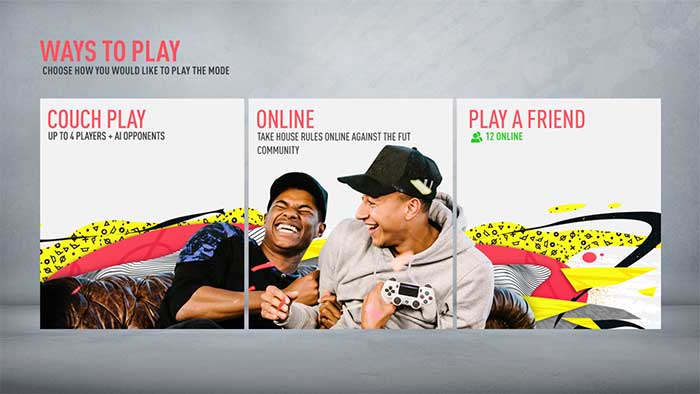 WAYS TO PLAY
CHOOSE HOW YOU WOULD LIKE TO PLAY THE MODE
COUCH PLAY
UP TO 4 PLAYERS + AI OPPONENTS
ONLINE
TAKE HOUSE RULES ONLINE AGAINST THE FUT
COMMUNITY
PLAY A FRIEND
12 ONLINE